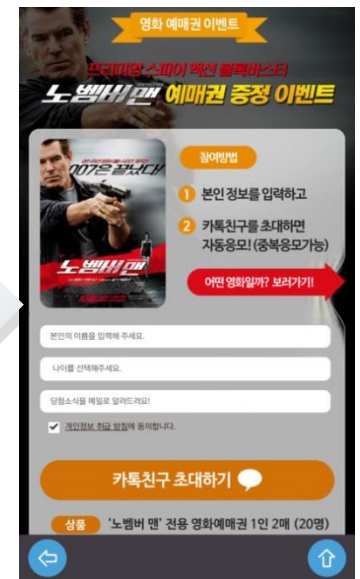 영화 예매권 이벤트
프리미엄 스파이 액션 블록버스터
노벰버 맨 예매권 증정 이벤트
007은 끝났다!
노벰버 맨
참여방법
1 본인 정보를 입력하고
2 카톡친구를 초대하면
자동응모! (중복응모가능)
어떤 영화일까? 보러가기!
본인의 이름을 입력해 주세요.
나이를 선택해주세요.
당첨소식을 메일로 알려드려요!
개인정보 취급 방침에 동의합니다.
카톡친구 초대하기
상품 '노벰버 맨' 전용 영화예매권 1인 2매 (20명)